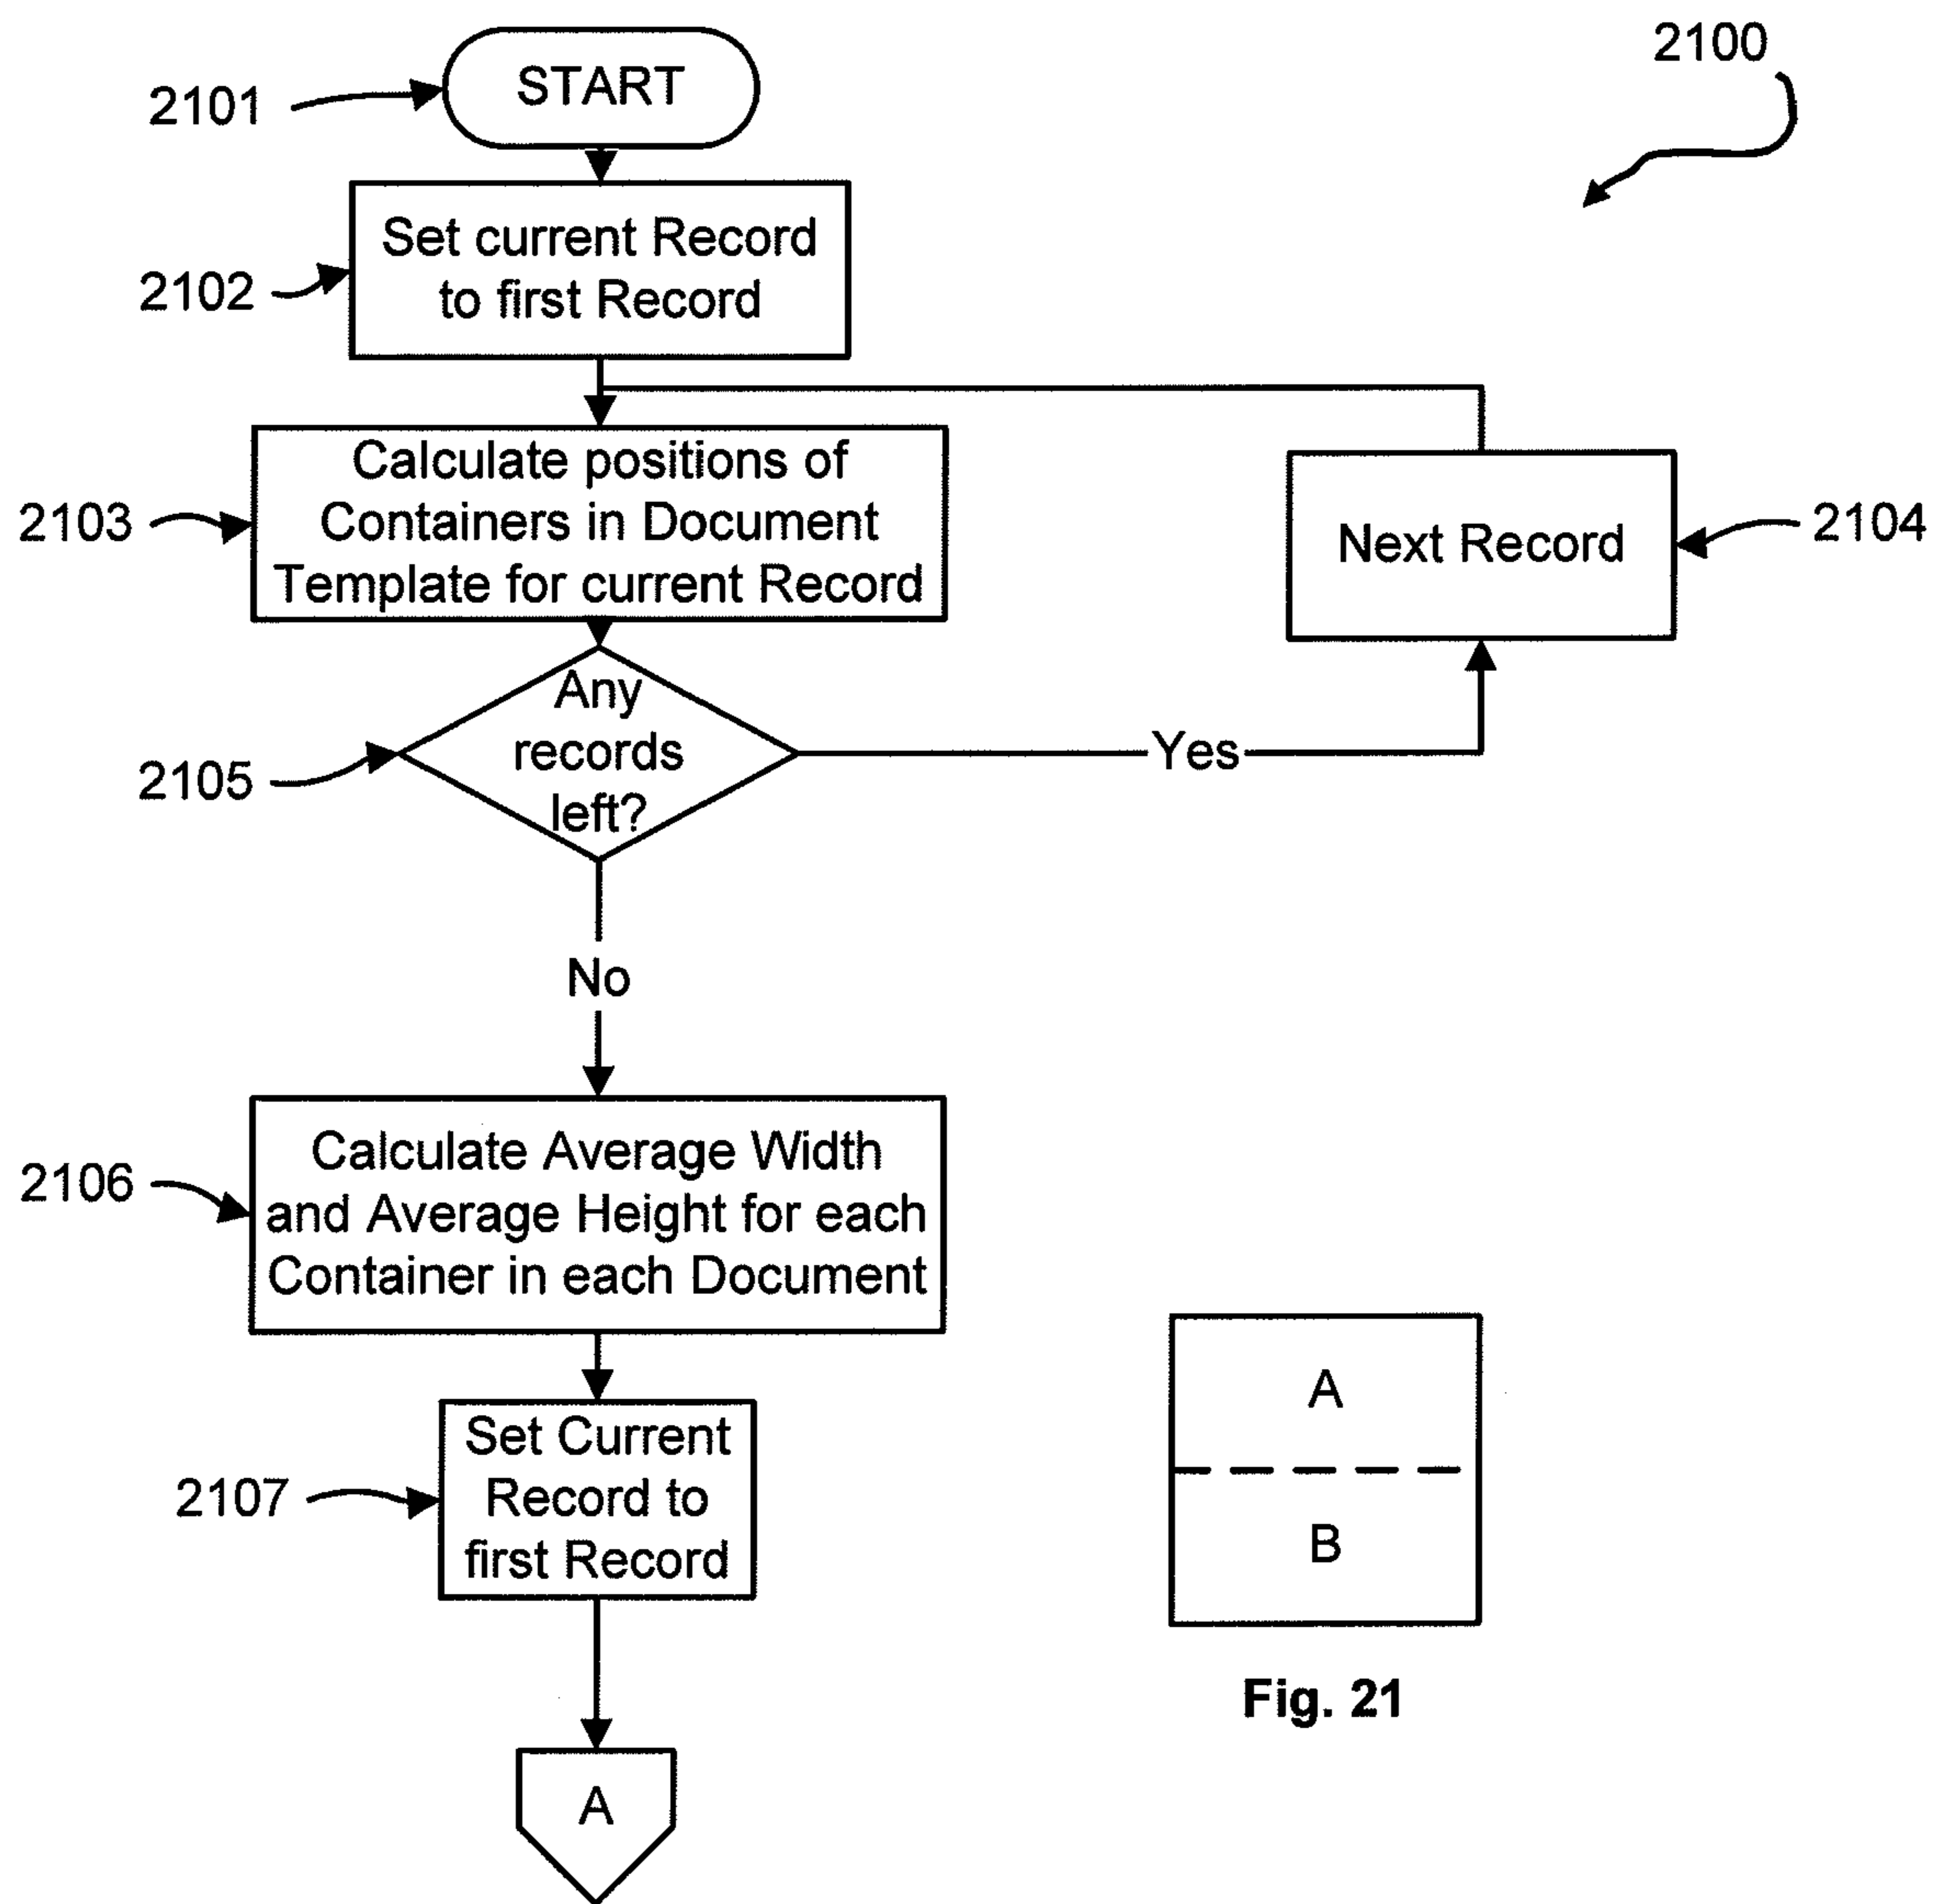 2100
2101
START
2102
Set current Record
to first Record
2103
Calculate positions of
Containers in Document
Template for current Record
Next Record
2104
2105
Any
records
left?
Yes
No
2106
Calculate Average Width
and Average Height for each
Container in each Document
2107
Set Current
Record to
first Record
A
A
B
Fig. 21